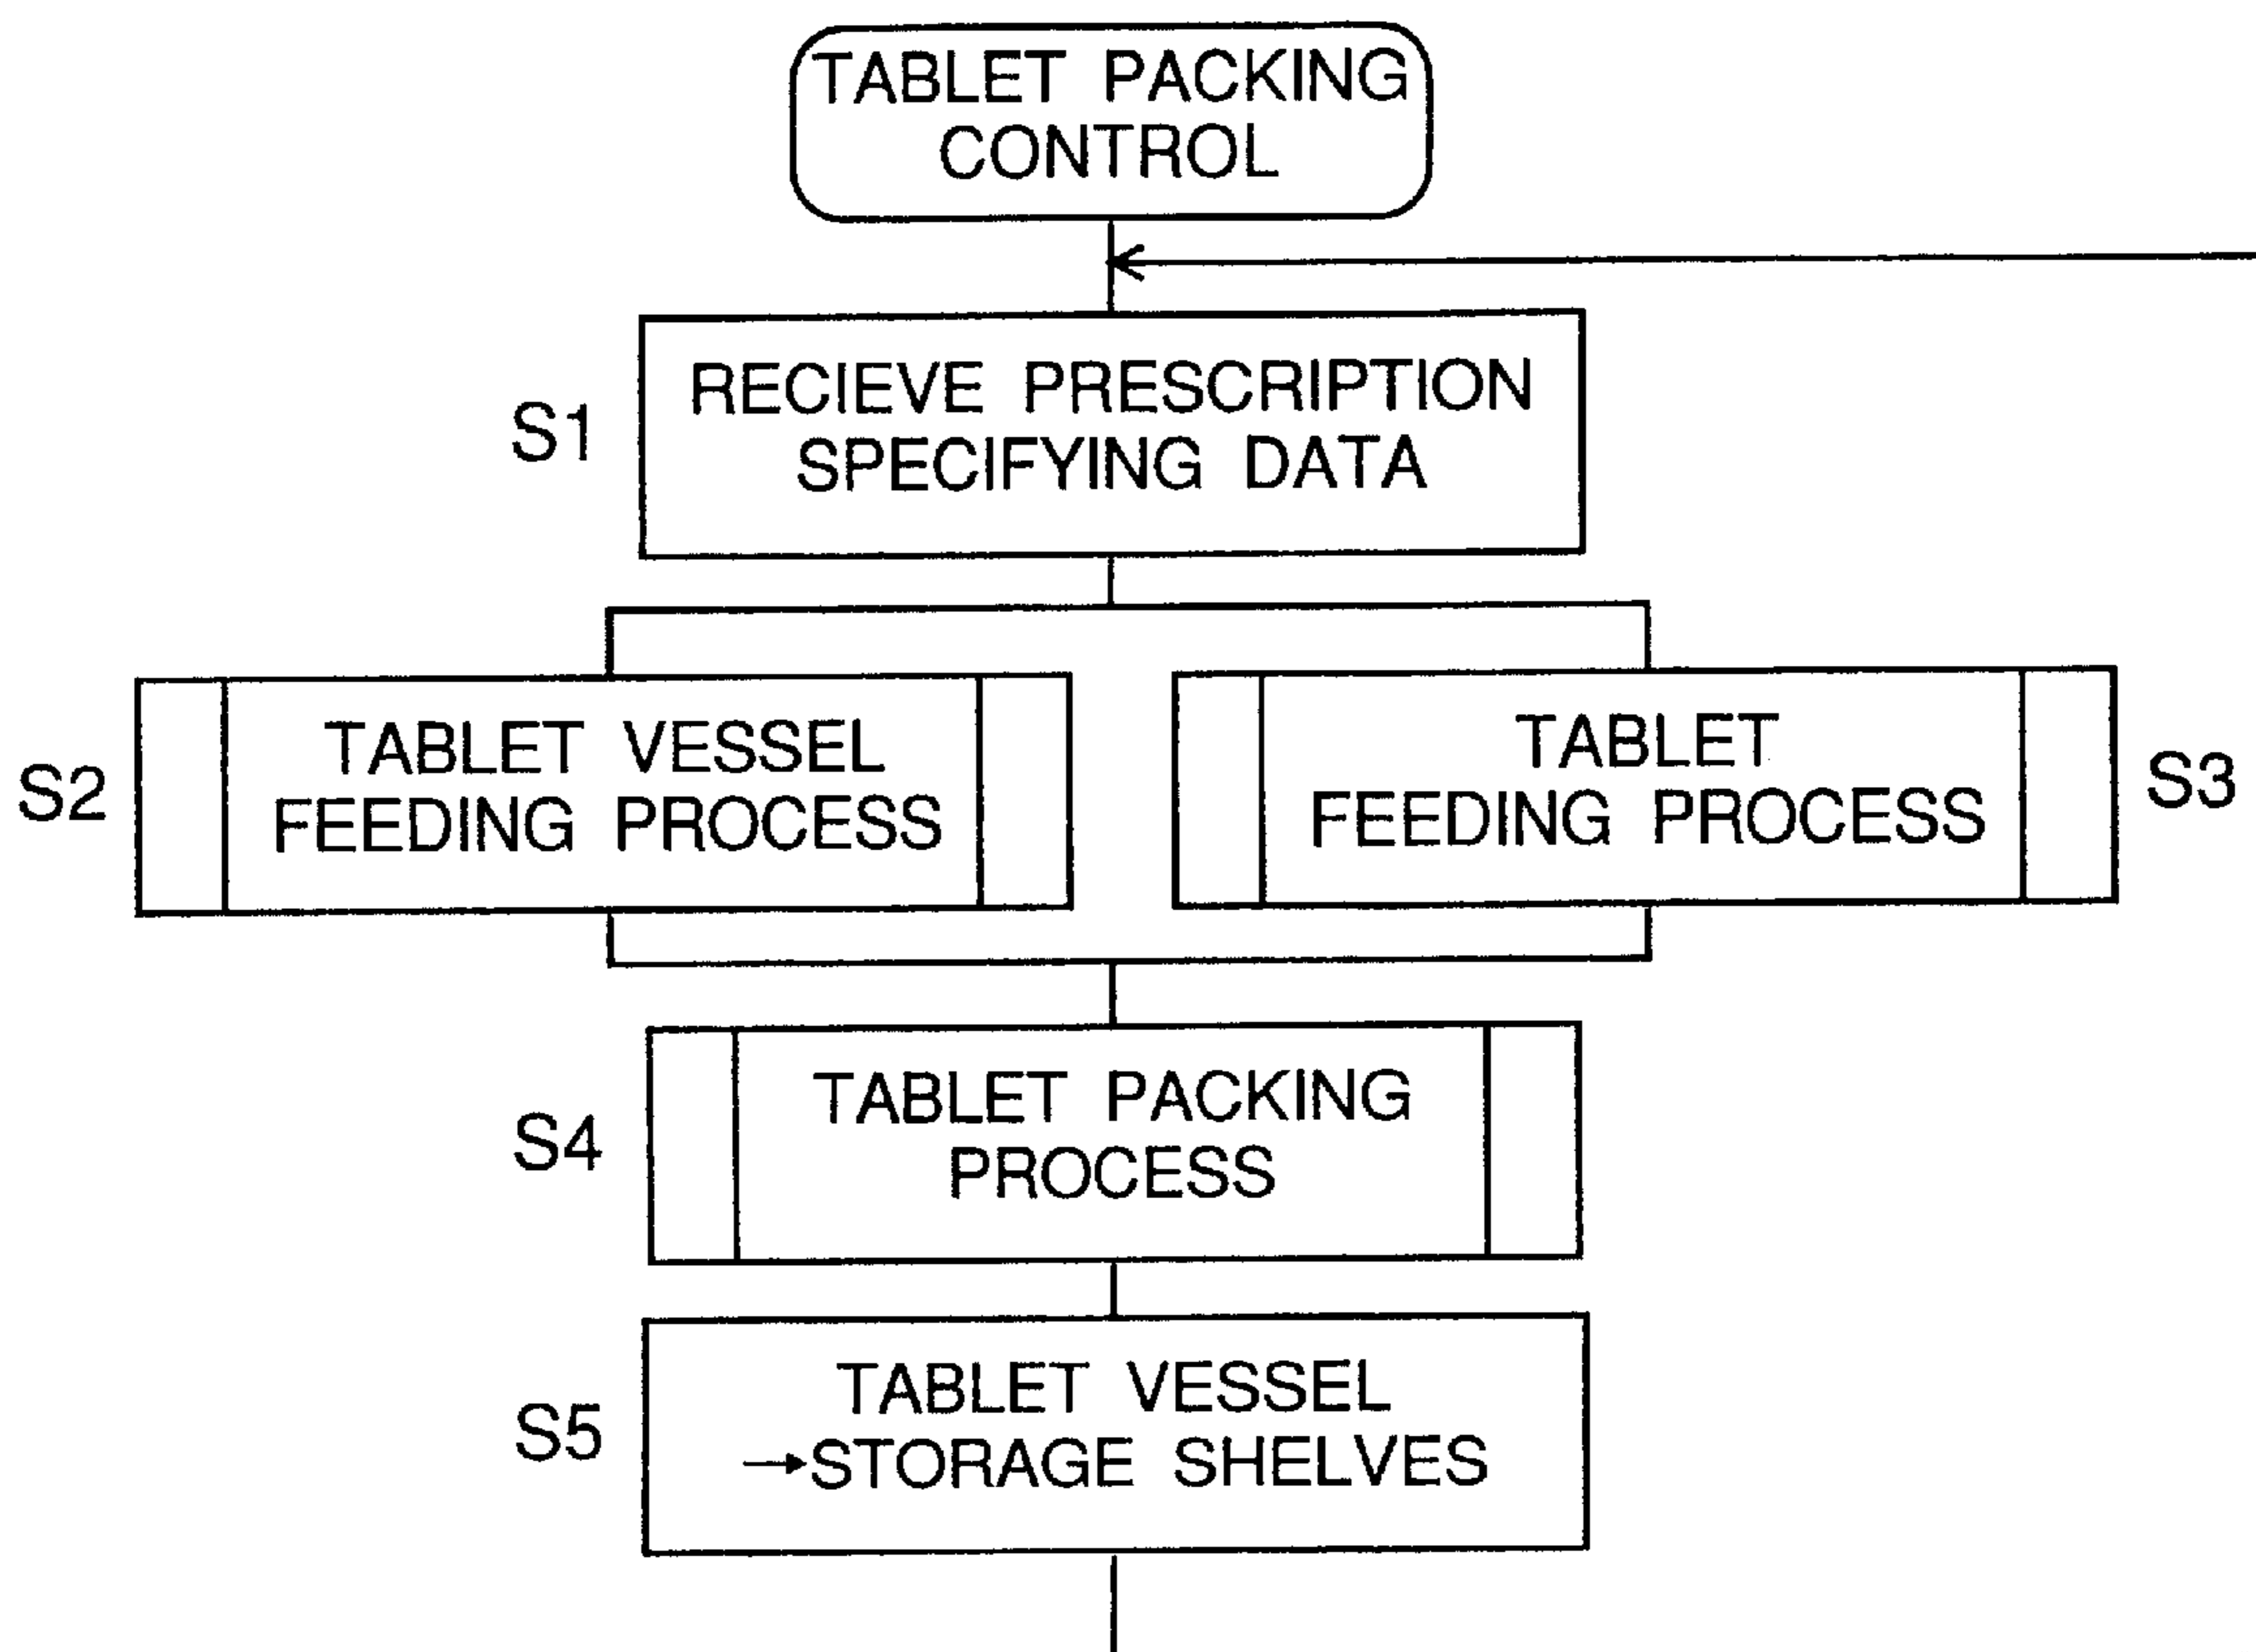 TABLET PACKING
CONTROL
S1
RECIEVE PRESCRIPTION
SPECIFYING DATA
S2
TABLET VESSEL
FEEDING PROCESS
TABLET
FEEDING PROCESS
S3
S4
TABLET PACKING
PROCESS
S5
TABLET VESSEL
→STORAGE SHELVES